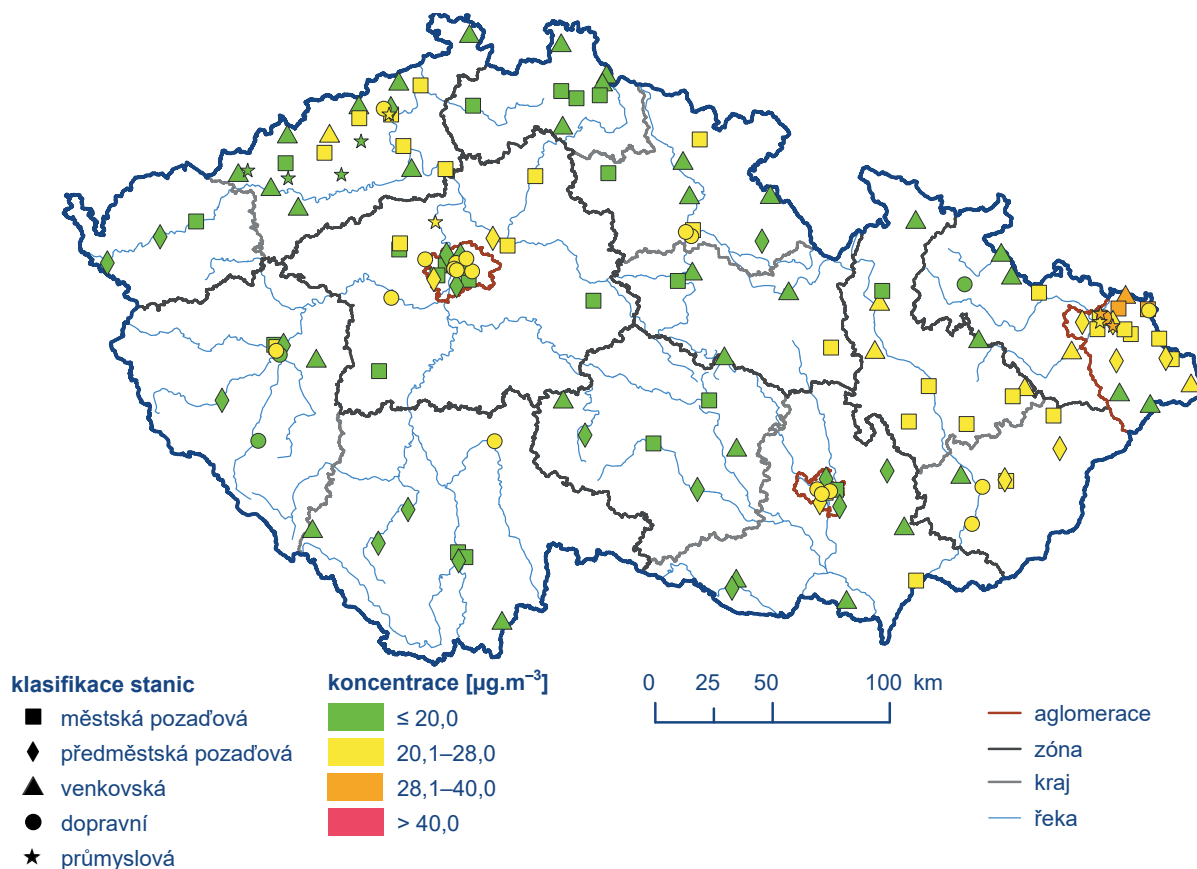 klasifikace stanic
městská pozaďová
předměstská pozaďová
venkovská
dopravní
průmyslová
koncentrace [µg.m⁻³]
≤ 20,0
20,1–28,0
28,1–40,0
> 40,0
0 25 50 100 km
aglomerace
zóna
kraj
řeka